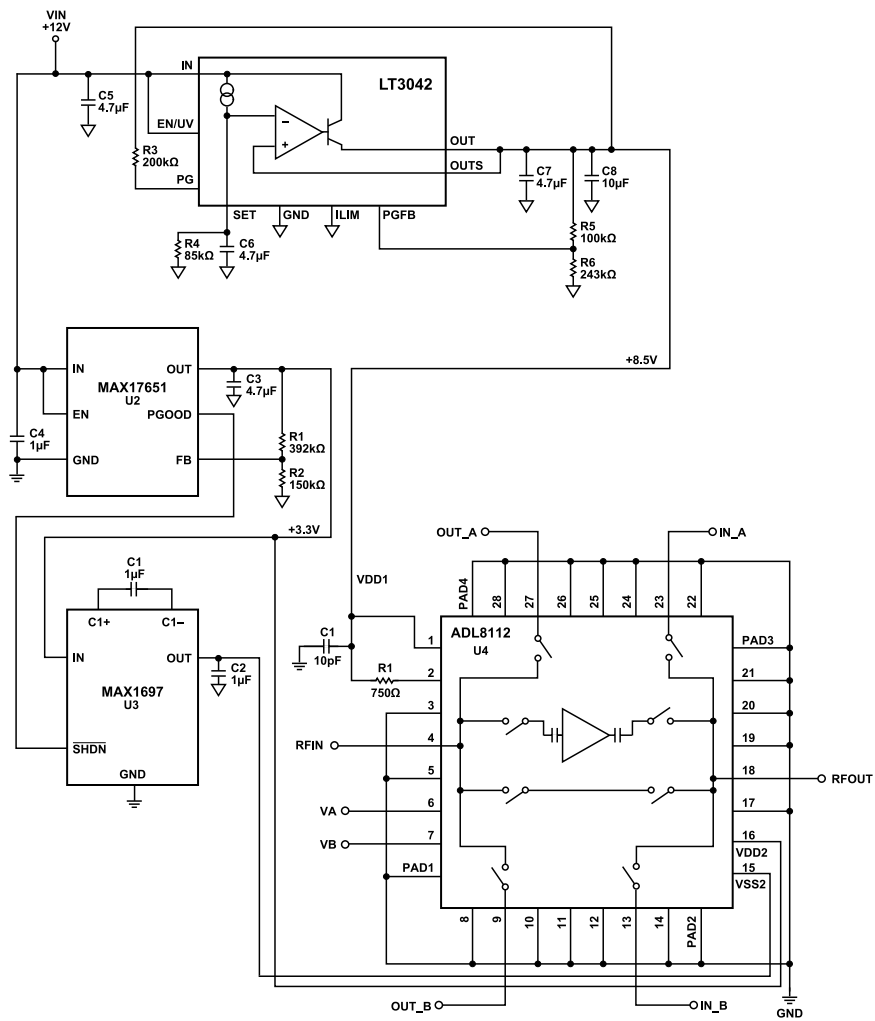 VIN
+12V
IN
LT3042
C5
4.7µF
EN/UV
R3
200kΩ
PG
−
+
OUT
OUTS
C7
4.7µF
C8
10µF
SET
GND
ILIM
PGFB
R4
85kΩ
C6
4.7µF
R5
100kΩ
R6
243kΩ
+8.5V
IN
OUT
MAX17651
U2
C3
4.7µF
EN
PGOOD
C4
1µF
R1
392kΩ
GND
FB
R2
150kΩ
+3.3V
C1
1µF
C1+
C1−
IN
OUT
C2
1µF
MAX1697
U3
SHDN
GND
OUT_A
IN_A
VDD1
PAD4
28
27
26
25
24
23
22
ADL8112
U4
C1
10pF
R1
750Ω
1
2
3
4
5
6
7
PAD1
RFIN
VA
VB
PAD3
21
20
19
18
RFOUT
17
16
VDD2
15
VSS2
8
9
10
11
12
13
14
PAD2
OUT_B
IN_B
GND